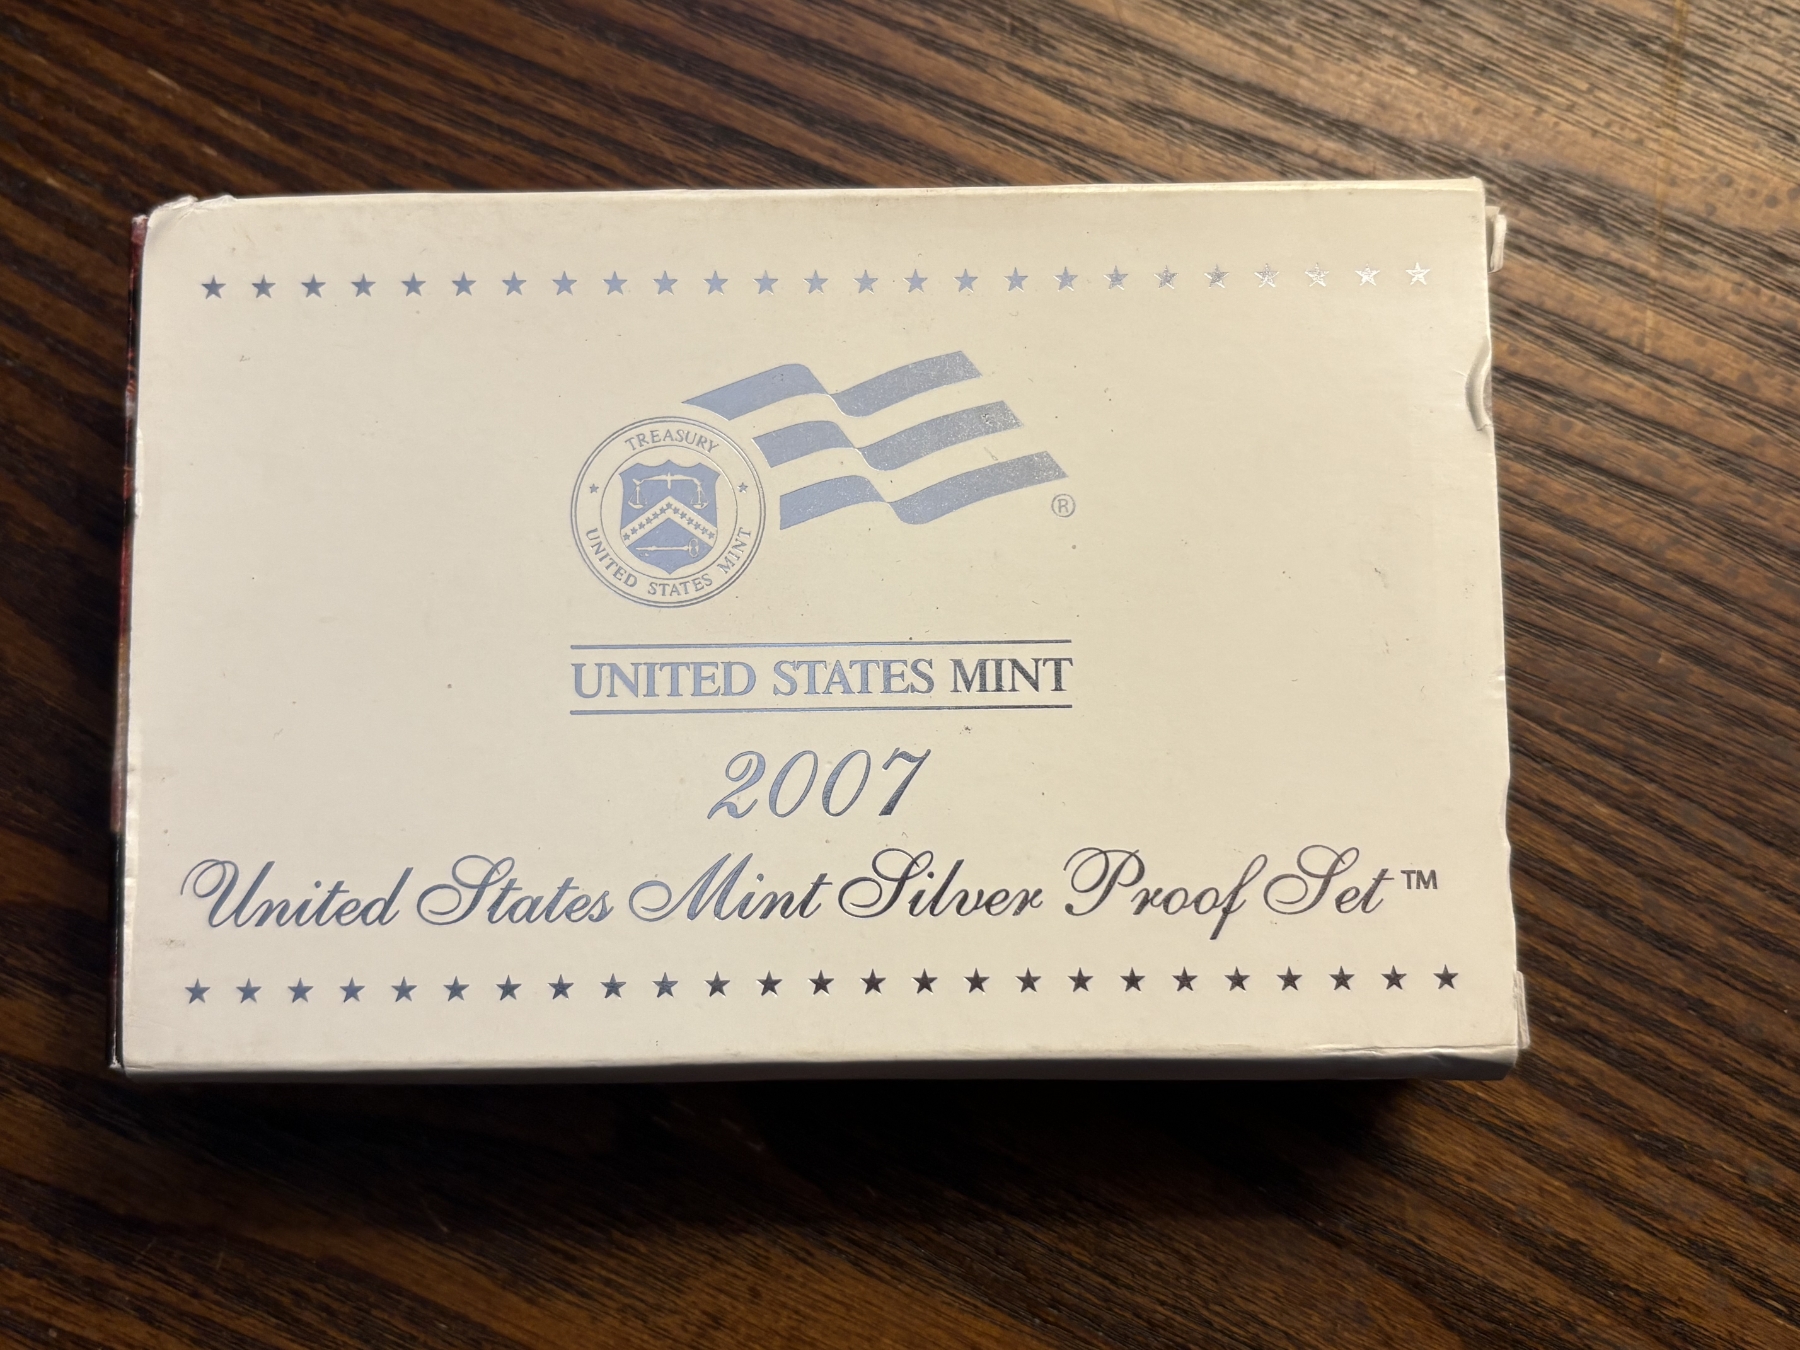 TREASURY
UNITED STATES MINT
®
UNITED STATES MINT
2007
United States Mint Silver Proof Set™